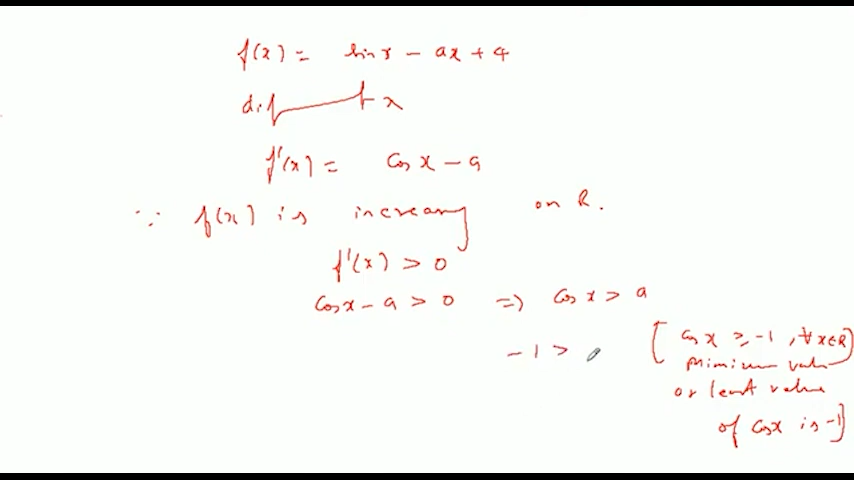 f(x) = sin x - ax + 4
dif x
f'(x) = cos x - a
∵ f(x) is increasing on R.
f'(x) > 0
cos x - a > 0 => cos x > a
- 1 >
[ cos x ≥ -1 , ∀ x ∈ R)
Minimum value
or least value
of cos x is -1]